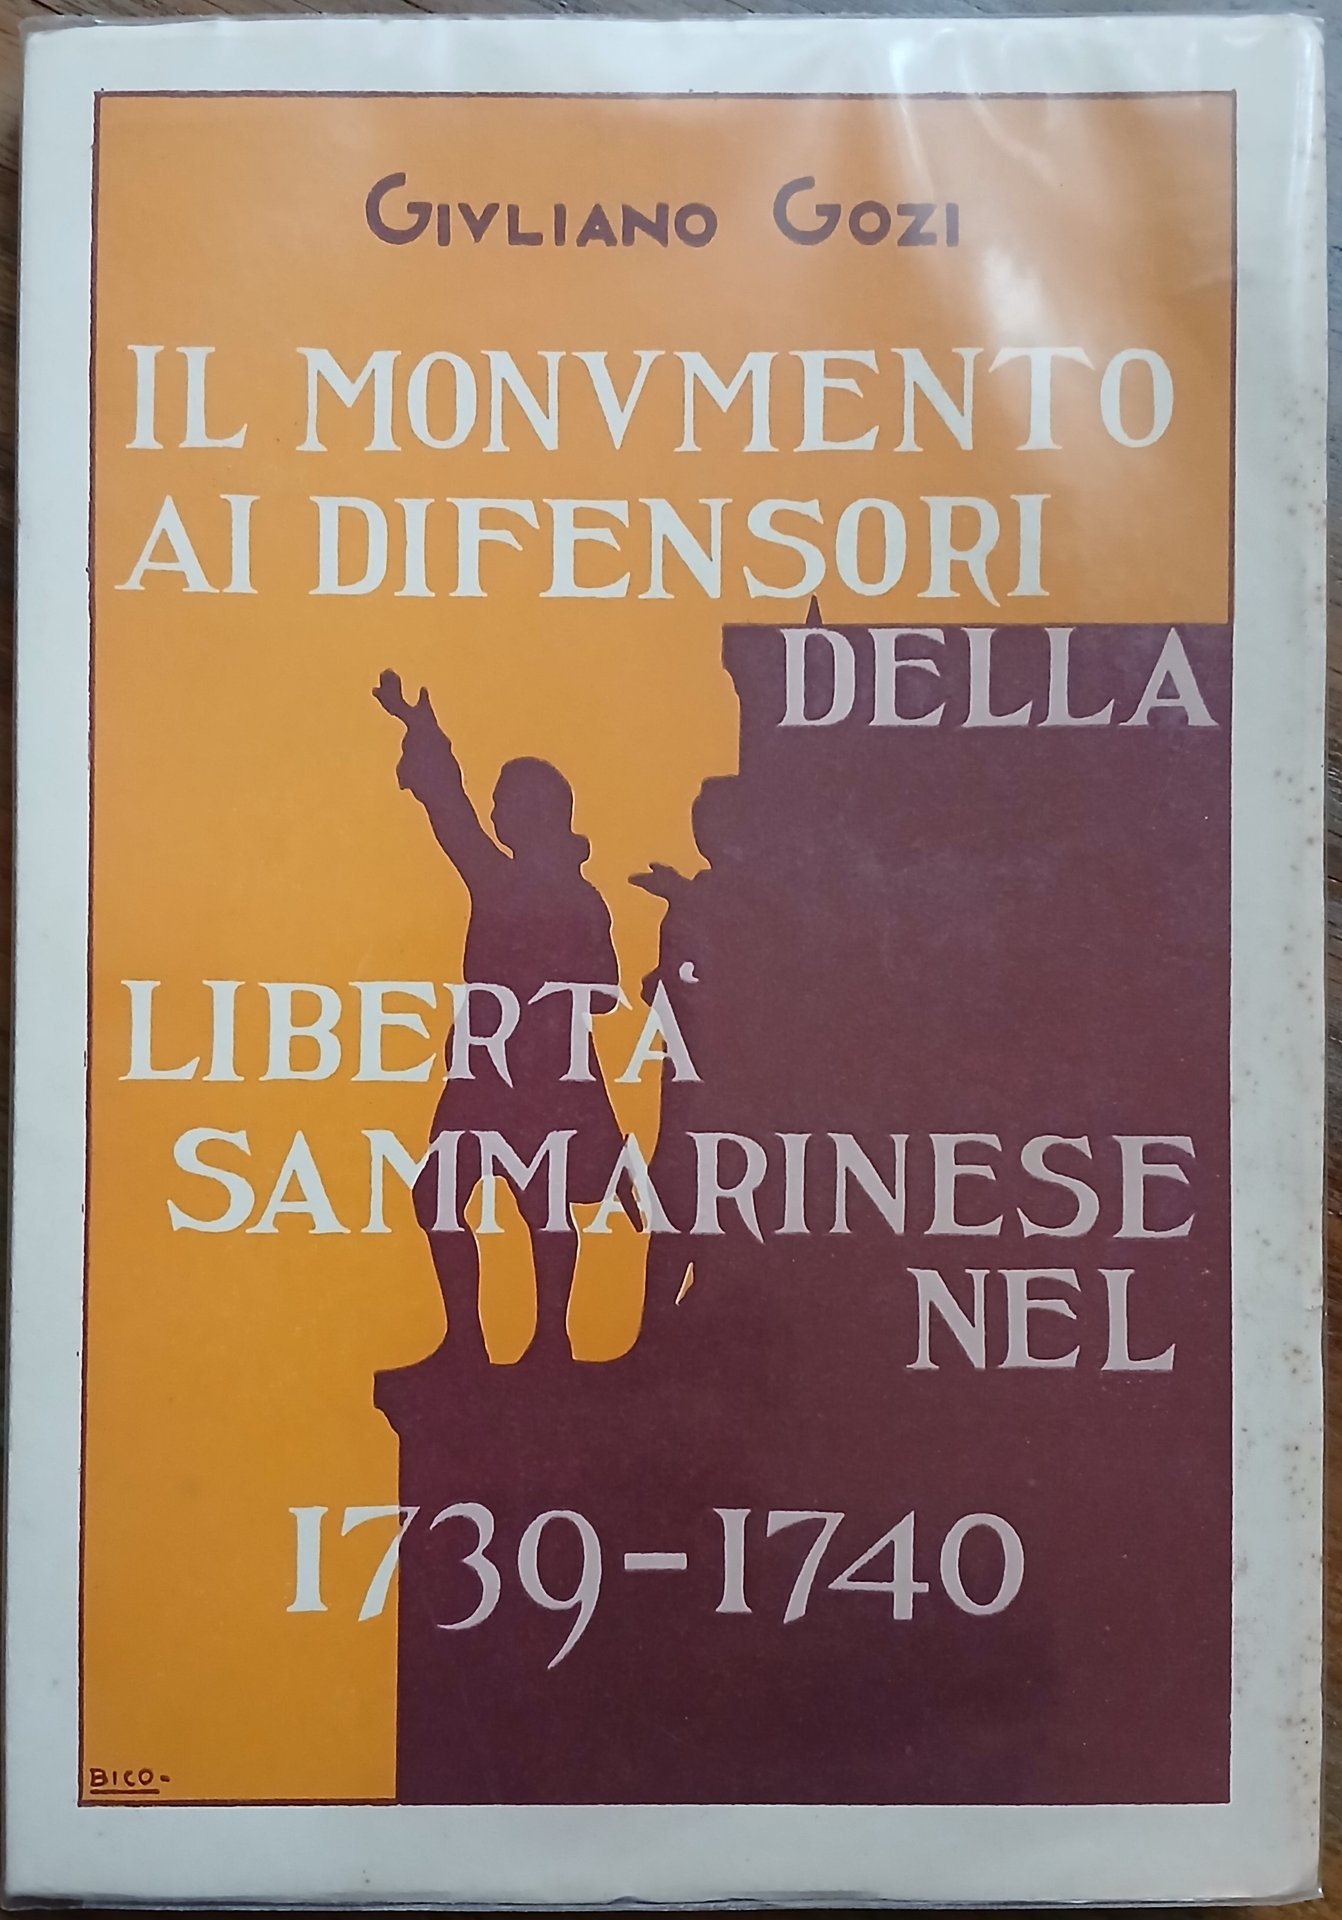 GIVLIANO GOZI
IL MONVMENTO
AI DIFENSORI
DELLA
LIBERTÀ
SAMMARINESE
NEL
1739-1740
BICO-